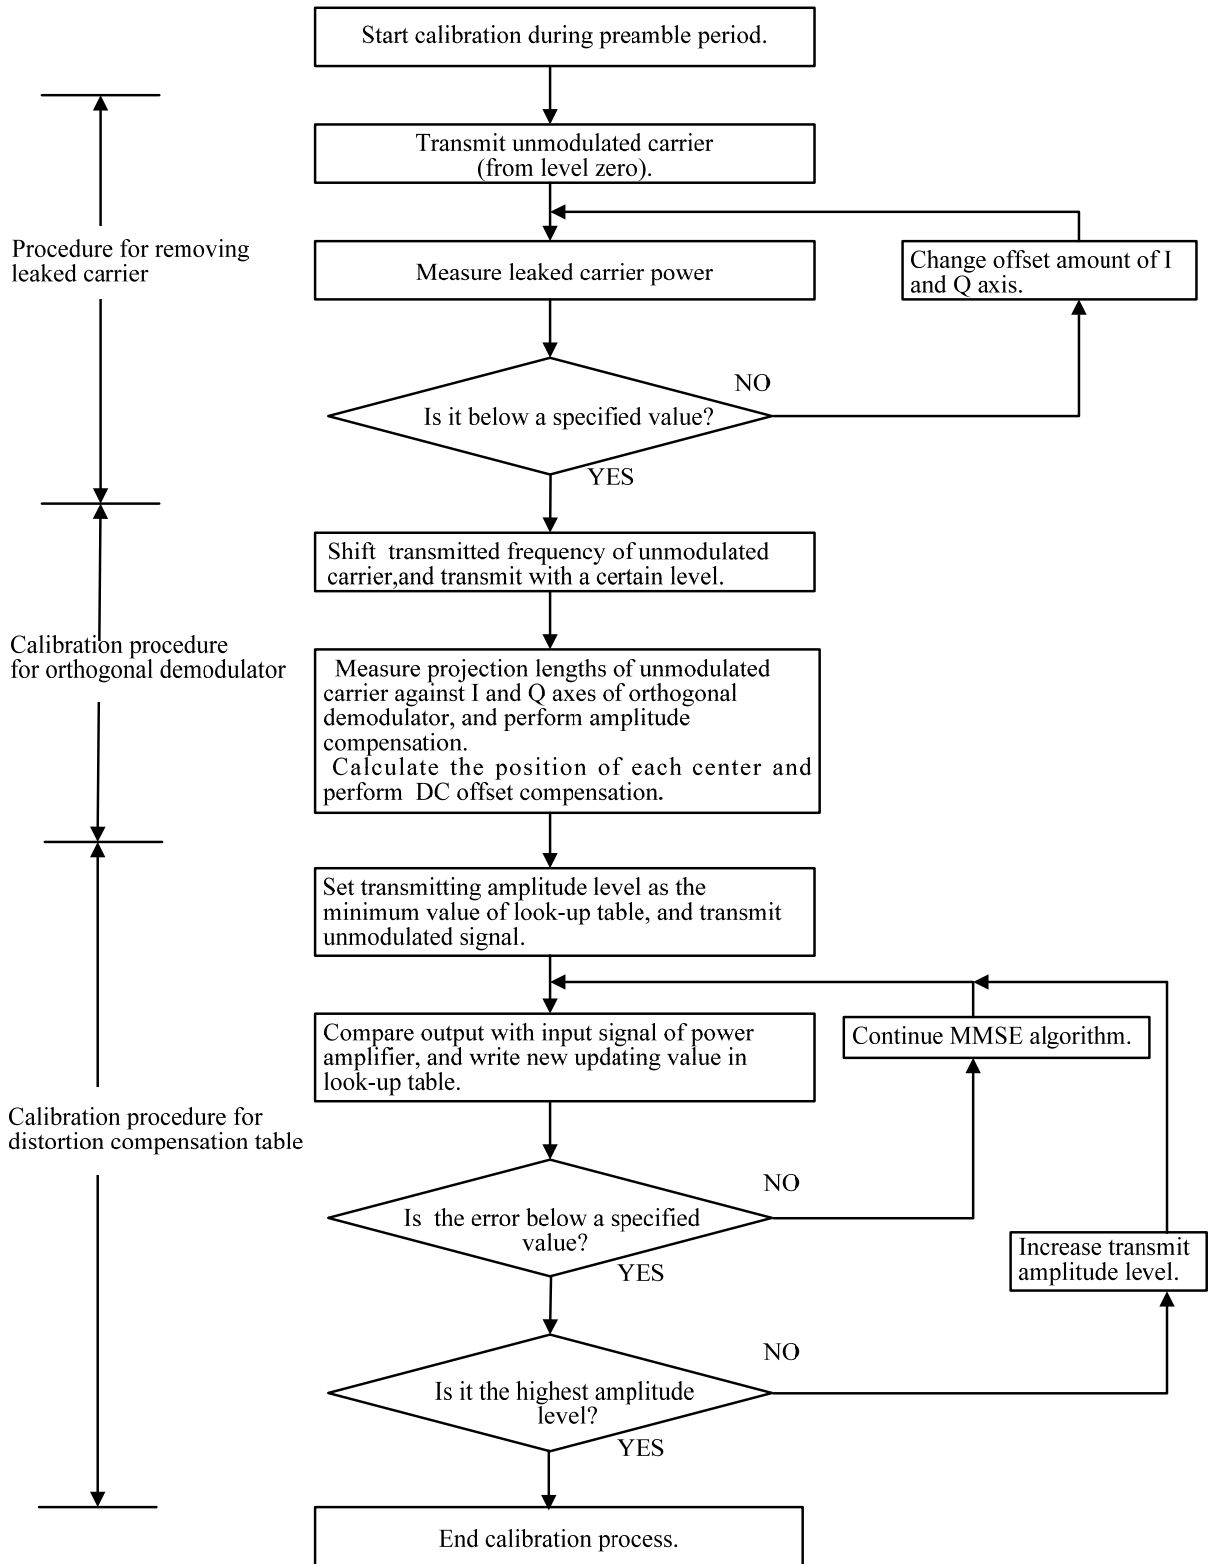 Start calibration during preamble period.
Transmit unmodulated carrier
(from level zero).
Procedure for removing
leaked carrier
Measure leaked carrier power
Change offset amount of I
and Q axis.
NO
Is it below a specified value?
YES
Shift transmitted frequency of unmodulated
carrier,and transmit with a certain level.
Calibration procedure
for orthogonal demodulator
Measure projection lengths of unmodulated
carrier against I and Q axes of orthogonal
demodulator, and perform amplitude
compensation.
Calculate the position of each center and
perform DC offset compensation.
Set transmitting amplitude level as the
minimum value of look-up table, and transmit
unmodulated signal.
Compare output with input signal of power
amplifier, and write new updating value in
look-up table.
Continue MMSE algorithm.
Calibration procedure for
distortion compensation table
NO
Is the error below a specified
value?
YES
Increase transmit
amplitude level.
NO
Is it the highest amplitude
level?
YES
End calibration process.